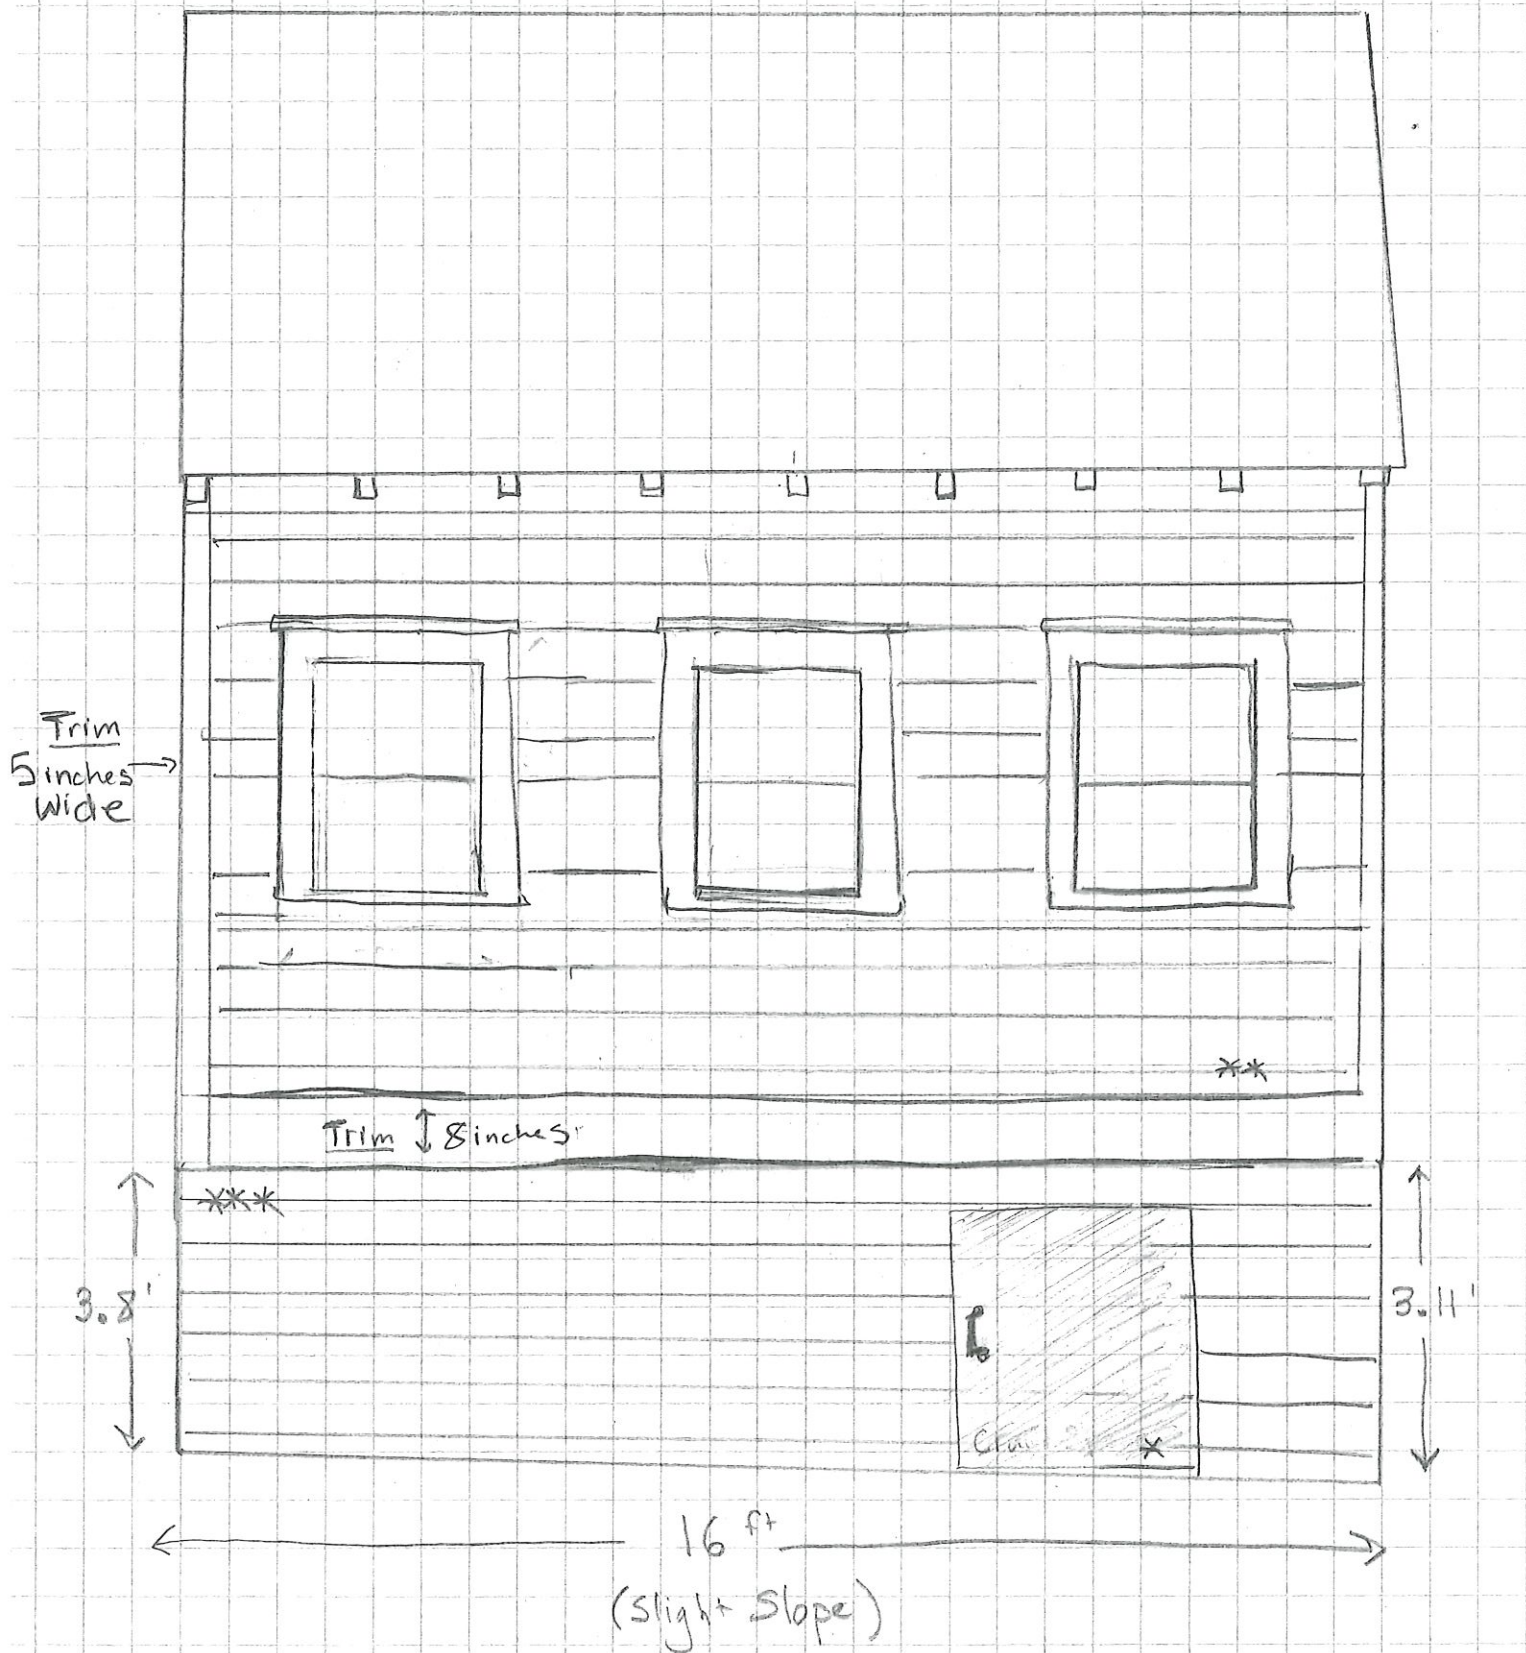 Trim
5 inches
Wide
**
Trim 8 inches
***
3.8'
3.11'
*
16 ft
(Slight Slope)